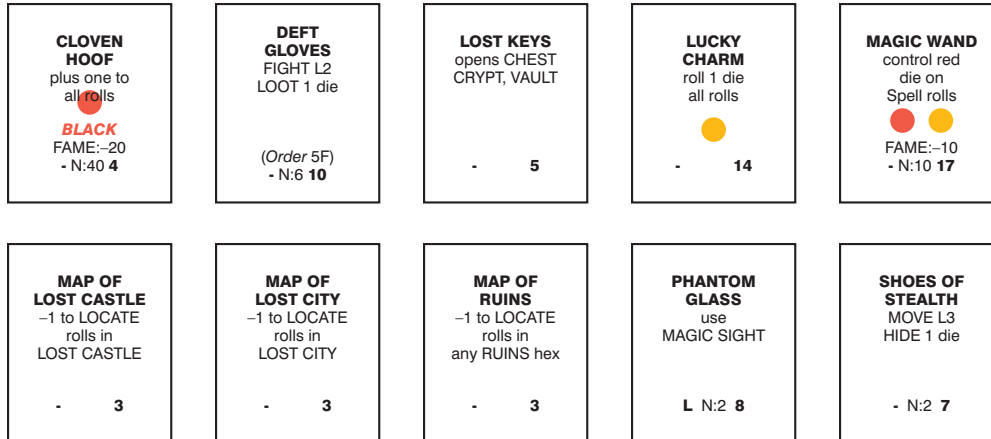 CLOVEN
HOOF
plus one to
all rolls
BLACK
FAME:–20
- N:40 4
DEFT
GLOVES
FIGHT L2
LOOT 1 die
(Order 5F)
- N:6 10
LOST KEYS
opens CHEST
CRYPT, VAULT
- 5
LUCKY
CHARM
roll 1 die
all rolls
- 14
MAGIC WAND
control red
die on
Spell rolls
FAME:–10
- N:10 17
MAP OF
LOST CASTLE
–1 to LOCATE
rolls in
LOST CASTLE
- 3
MAP OF
LOST CITY
–1 to LOCATE
rolls in
LOST CITY
- 3
MAP OF
RUINS
–1 to LOCATE
rolls in
any RUINS hex
- 3
PHANTOM
GLASS
use
MAGIC SIGHT
L N:2 8
SHOES OF
STEALTH
MOVE L3
HIDE 1 die
- N:2 7